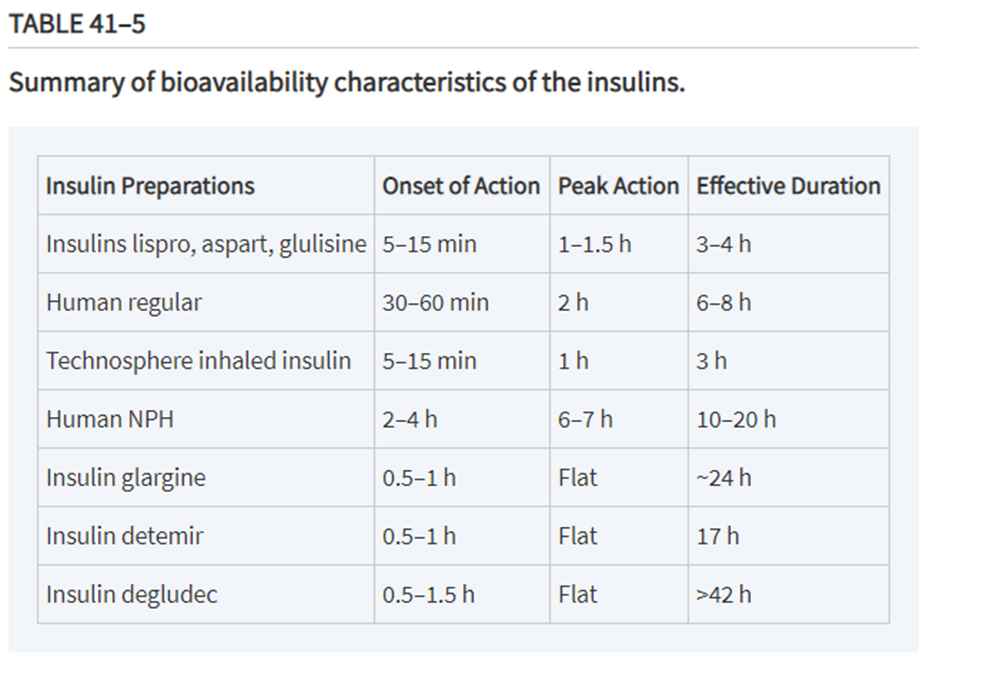 TABLE 41–5
Summary of bioavailability characteristics of the insulins.
Insulin Preparations Onset of Action Peak Action Effective Duration
Insulins lispro, aspart, glulisine 5–15 min 1–1.5 h 3–4 h
Human regular 30–60 min 2 h 6–8 h
Technosphere inhaled insulin 5–15 min 1 h 3 h
Human NPH 2–4 h 6–7 h 10–20 h
Insulin glargine 0.5–1 h Flat ~24 h
Insulin detemir 0.5–1 h Flat 17 h
Insulin degludec 0.5–1.5 h Flat >42 h